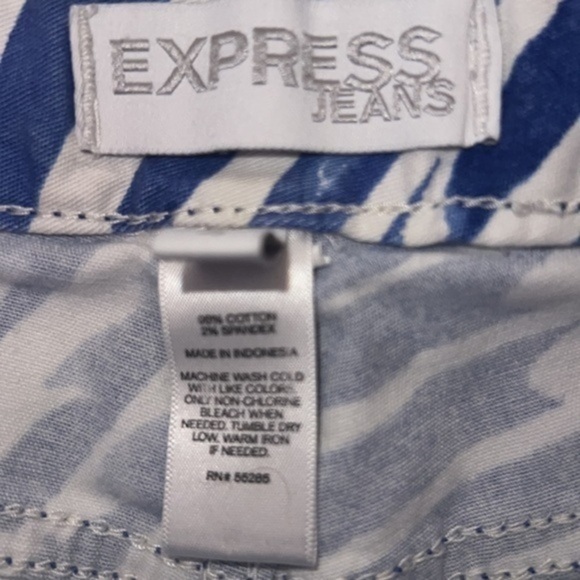 EXPRESS
JEANS
98% COTTON
2% SPANDEX
MADE IN INDONESIA
MACHINE WASH COLD
WITH LIKE COLORS.
ONLY NON-CHLORINE
BLEACH WHEN
NEEDED. TUMBLE DRY
LOW. WARM IRON
IF NEEDED.
RN# 55285